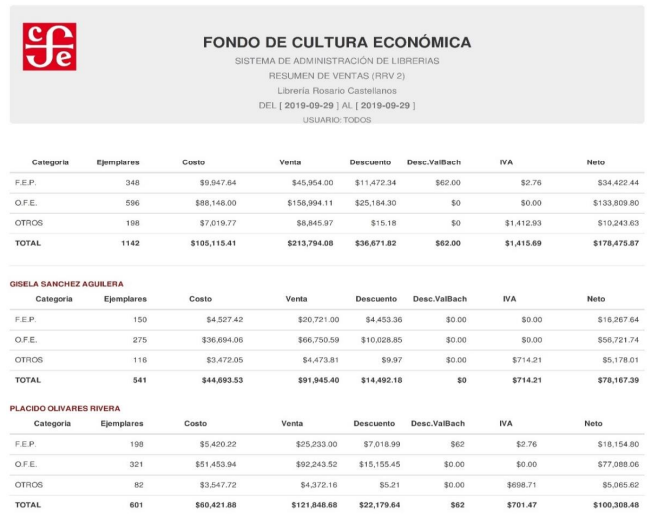 cfe
FONDO DE CULTURA ECONÓMICA
SISTEMA DE ADMINISTRACIÓN DE LIBRERIAS
RESUMEN DE VENTAS (RRV 2)
Librería Rosario Castellanos
DEL [ 2019-09-29 ] AL [ 2019-09-29 ]
USUARIO: TODOS
Categoria Ejemplares Costo Venta Descuento Desc.ValBach IVA Neto
F.E.P. 348 $9,947.64 $45,954.00 $11,472.34 $62.00 $2.76 $34,422.44
O.F.E. 596 $88,148.00 $158,994.11 $25,184.30 $0 $0.00 $133,809.80
OTROS 198 $7,019.77 $8,845.97 $15.18 $0 $1,412.93 $10,243.63
TOTAL 1142 $105,115.41 $213,794.08 $36,671.82 $62.00 $1,415.69 $178,475.87
GISELA SANCHEZ AGUILERA
Categoria Ejemplares Costo Venta Descuento Desc.ValBach IVA Neto
F.E.P. 150 $4,527.42 $20,721.00 $4,453.36 $0.00 $0.00 $16,267.64
O.F.E. 275 $36,694.06 $66,750.59 $10,028.85 $0.00 $0.00 $56,721.74
OTROS 116 $3,472.05 $4,473.81 $9.97 $0.00 $714.21 $5,178.01
TOTAL 541 $44,693.53 $91,945.40 $14,492.18 $0 $714.21 $78,167.39
PLACIDO OLIVARES RIVERA
Categoria Ejemplares Costo Venta Descuento Desc.ValBach IVA Neto
F.E.P. 198 $5,420.22 $25,233.00 $7,018.99 $62 $2.76 $18,154.80
O.F.E. 321 $51,453.94 $92,243.52 $15,155.45 $0.00 $0.00 $77,088.06
OTROS 82 $3,547.72 $4,372.16 $5.21 $0.00 $698.71 $5,065.62
TOTAL 601 $60,421.88 $121,848.68 $22,179.64 $62 $701.47 $100,308.48